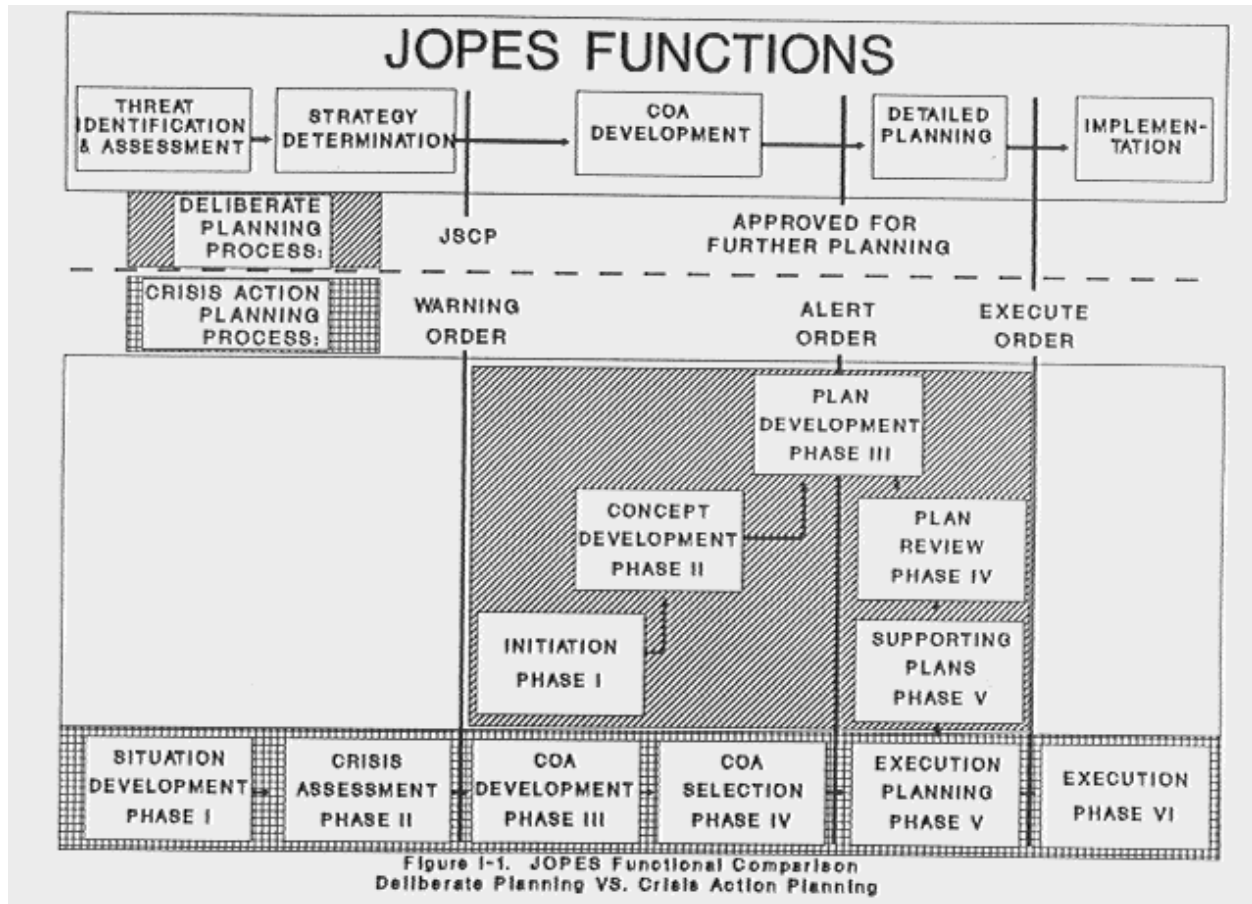 JOPES FUNCTIONS
THREAT
IDENTIFICATION
& ASSESSMENT
STRATEGY
DETERMINATION
COA
DEVELOPMENT
DETAILED
PLANNING
IMPLEMEN-
TATION
DELIBERATE
PLANNING
PROCESS:
JSCP
APPROVED FOR
FURTHER PLANNING
CRISIS ACTION
PLANNING
PROCESS:
WARNING
ORDER
ALERT
ORDER
EXECUTE
ORDER
PLAN
DEVELOPMENT
PHASE III
CONCEPT
DEVELOPMENT
PHASE II
PLAN
REVIEW
PHASE IV
INITIATION
PHASE I
SUPPORTING
PLANS
PHASE V
SITUATION
DEVELOPMENT
PHASE I
CRISIS
ASSESSMENT
PHASE II
COA
DEVELOPMENT
PHASE III
COA
SELECTION
PHASE IV
EXECUTION
PLANNING
PHASE V
EXECUTION
PHASE VI
Figure I-1. JOPES Functional Comparison
Deliberate Planning VS. Crisis Action Planning